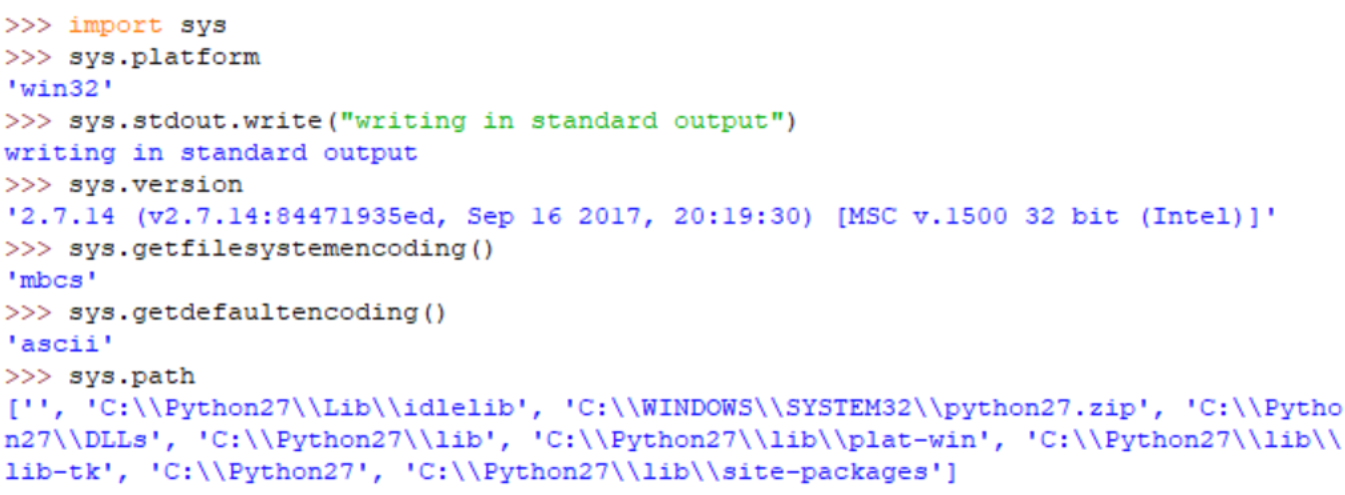 >>> import sys
>>> sys.platform
'win32'
>>> sys.stdout.write("writing in standard output")
writing in standard output
>>> sys.version
'2.7.14 (v2.7.14:84471935ed, Sep 16 2017, 20:19:30) [MSC v.1500 32 bit (Intel)]'
>>> sys.getfilesystemencoding()
'mbcs'
>>> sys.getdefaultencoding()
'ascii'
>>> sys.path
['', 'C:\\Python27\\Lib\\idlelib', 'C:\\WINDOWS\\SYSTEM32\\python27.zip', 'C:\\Pytho
n27\\DLLs', 'C:\\Python27\\lib', 'C:\\Python27\\lib\\plat-win', 'C:\\Python27\\lib\\
lib-tk', 'C:\\Python27', 'C:\\Python27\\lib\\site-packages']